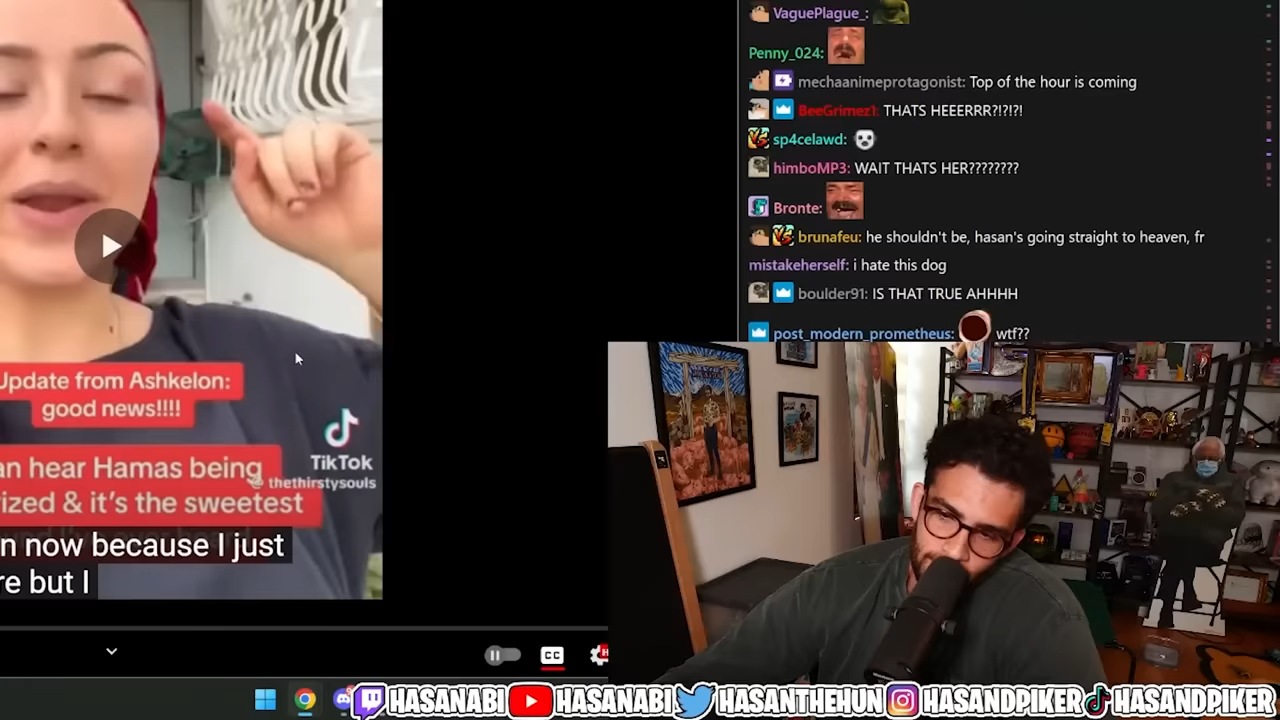 VaguePlague_:
Penny_024:
mechaanimeprotagonist: Top of the hour is coming
BeeGrimez1: THATS HEEERRR?!?!?!
sp4celawd:
himboMP3: WAIT THATS HER????????
Bronte:
brunafeu: he shouldn't be, hasan's going straight to heaven, fr
mistakeherself: i hate this dog
boulder91: IS THAT TRUE AHHHH
post_modern_prometheus: wtf??
Update from Ashkelon:
good news!!!!
an hear Hamas being
ized & it's the sweetest
TikTok
@ thethirstysouls
n now because I just
re but I
CC
HASANABI HASANABI HASANTHEHUN HASANDPIKER HASANDPIKER